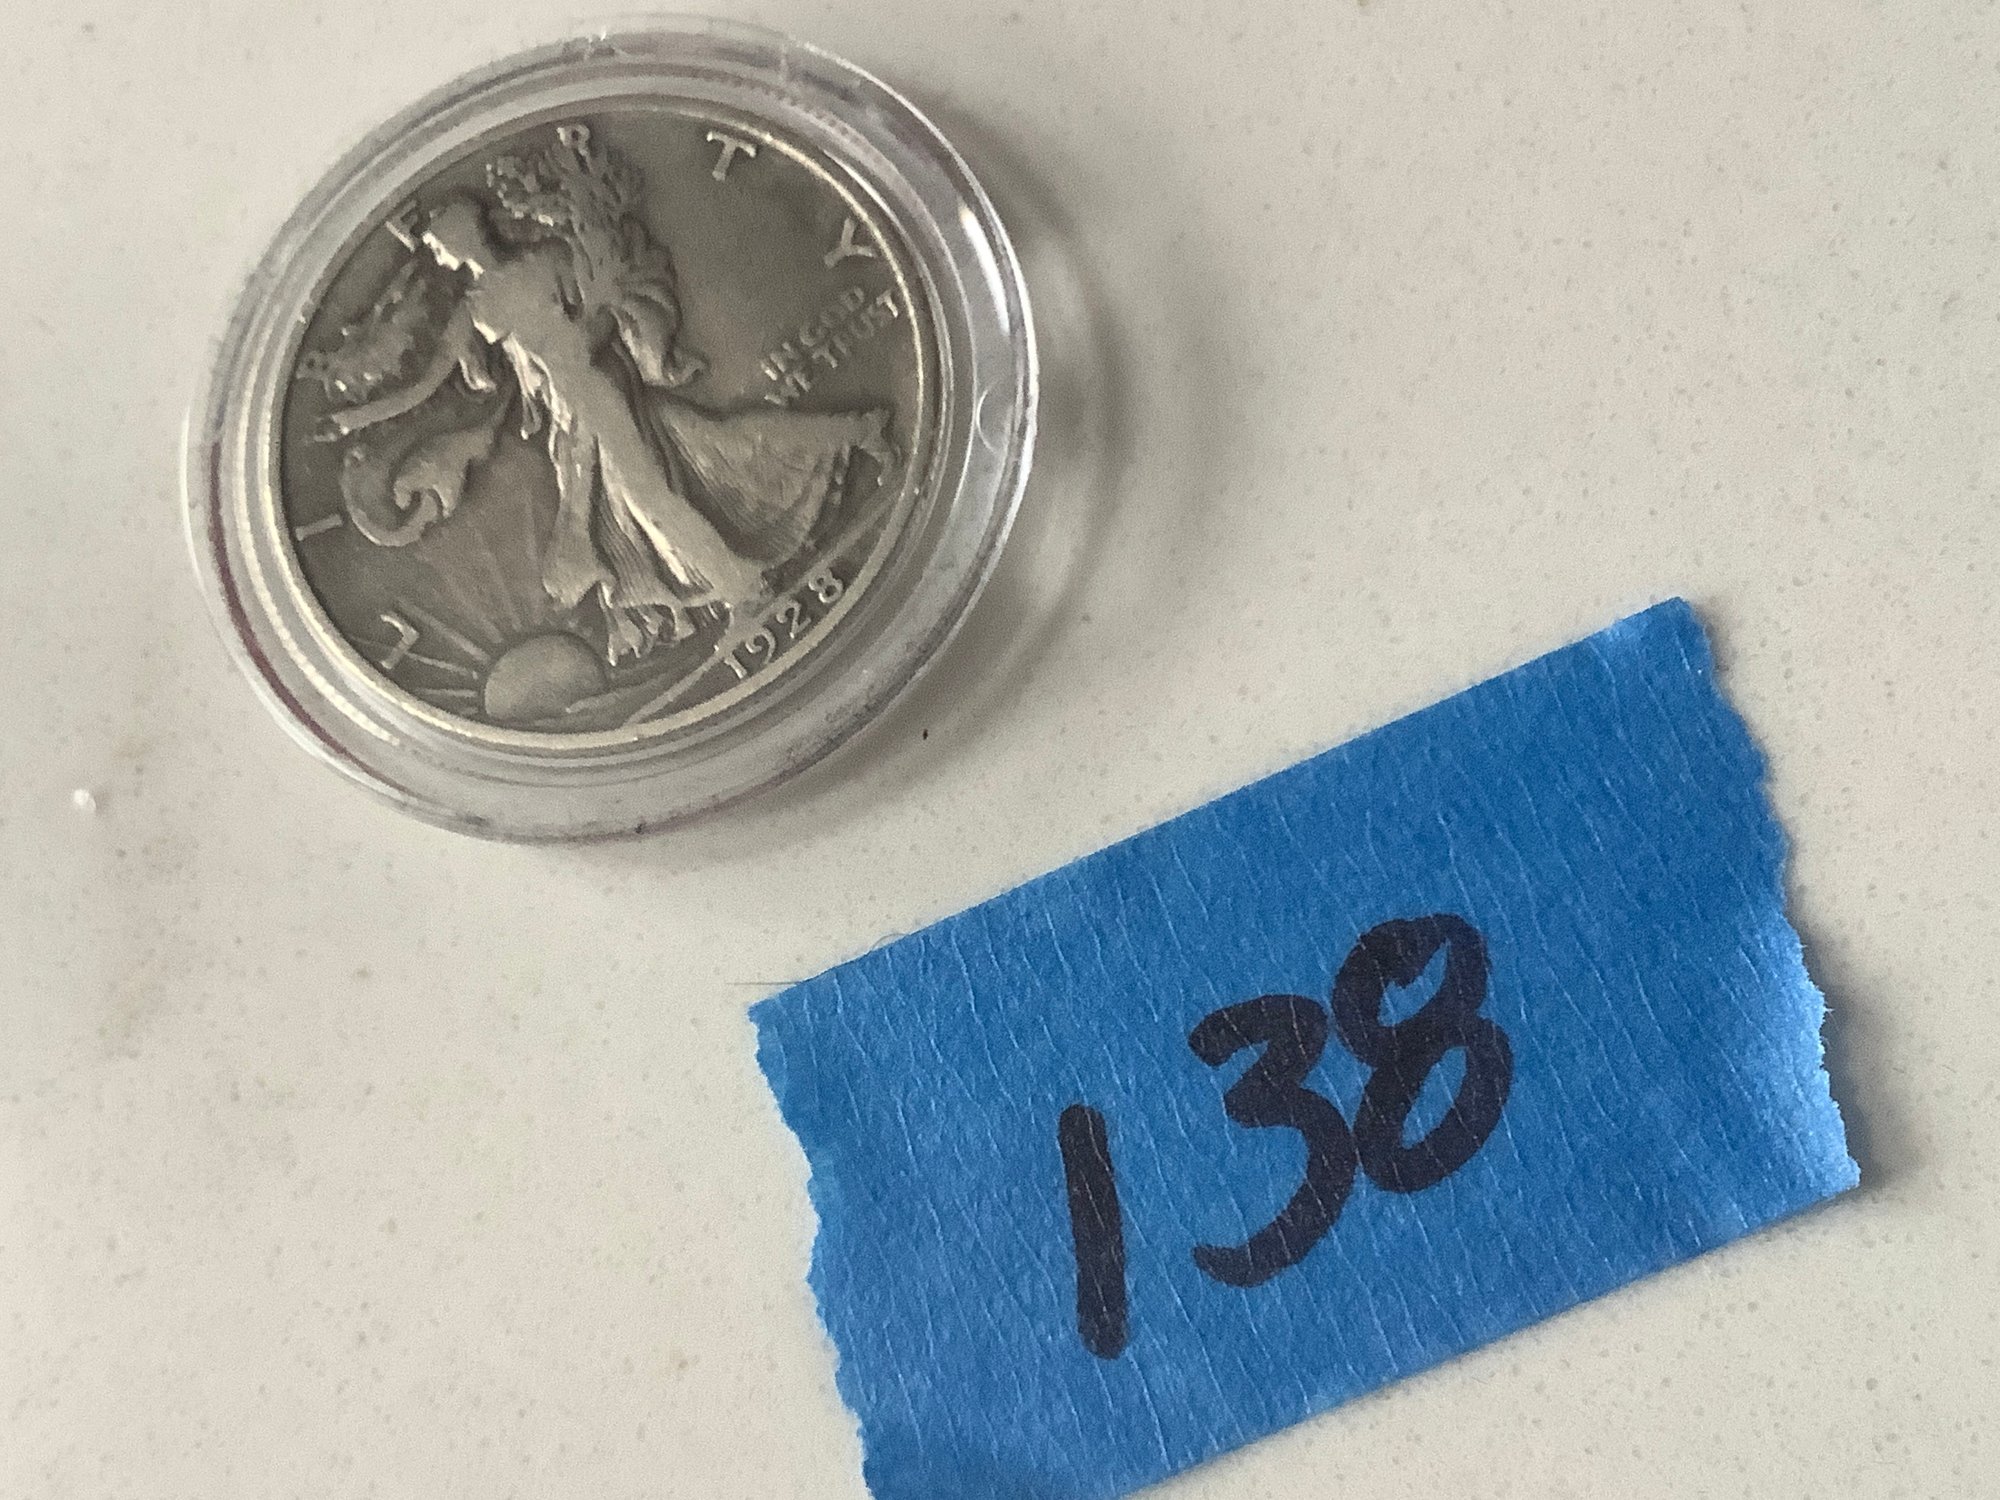 LIBERTY
IN GOD
WE TRUST
1928
138